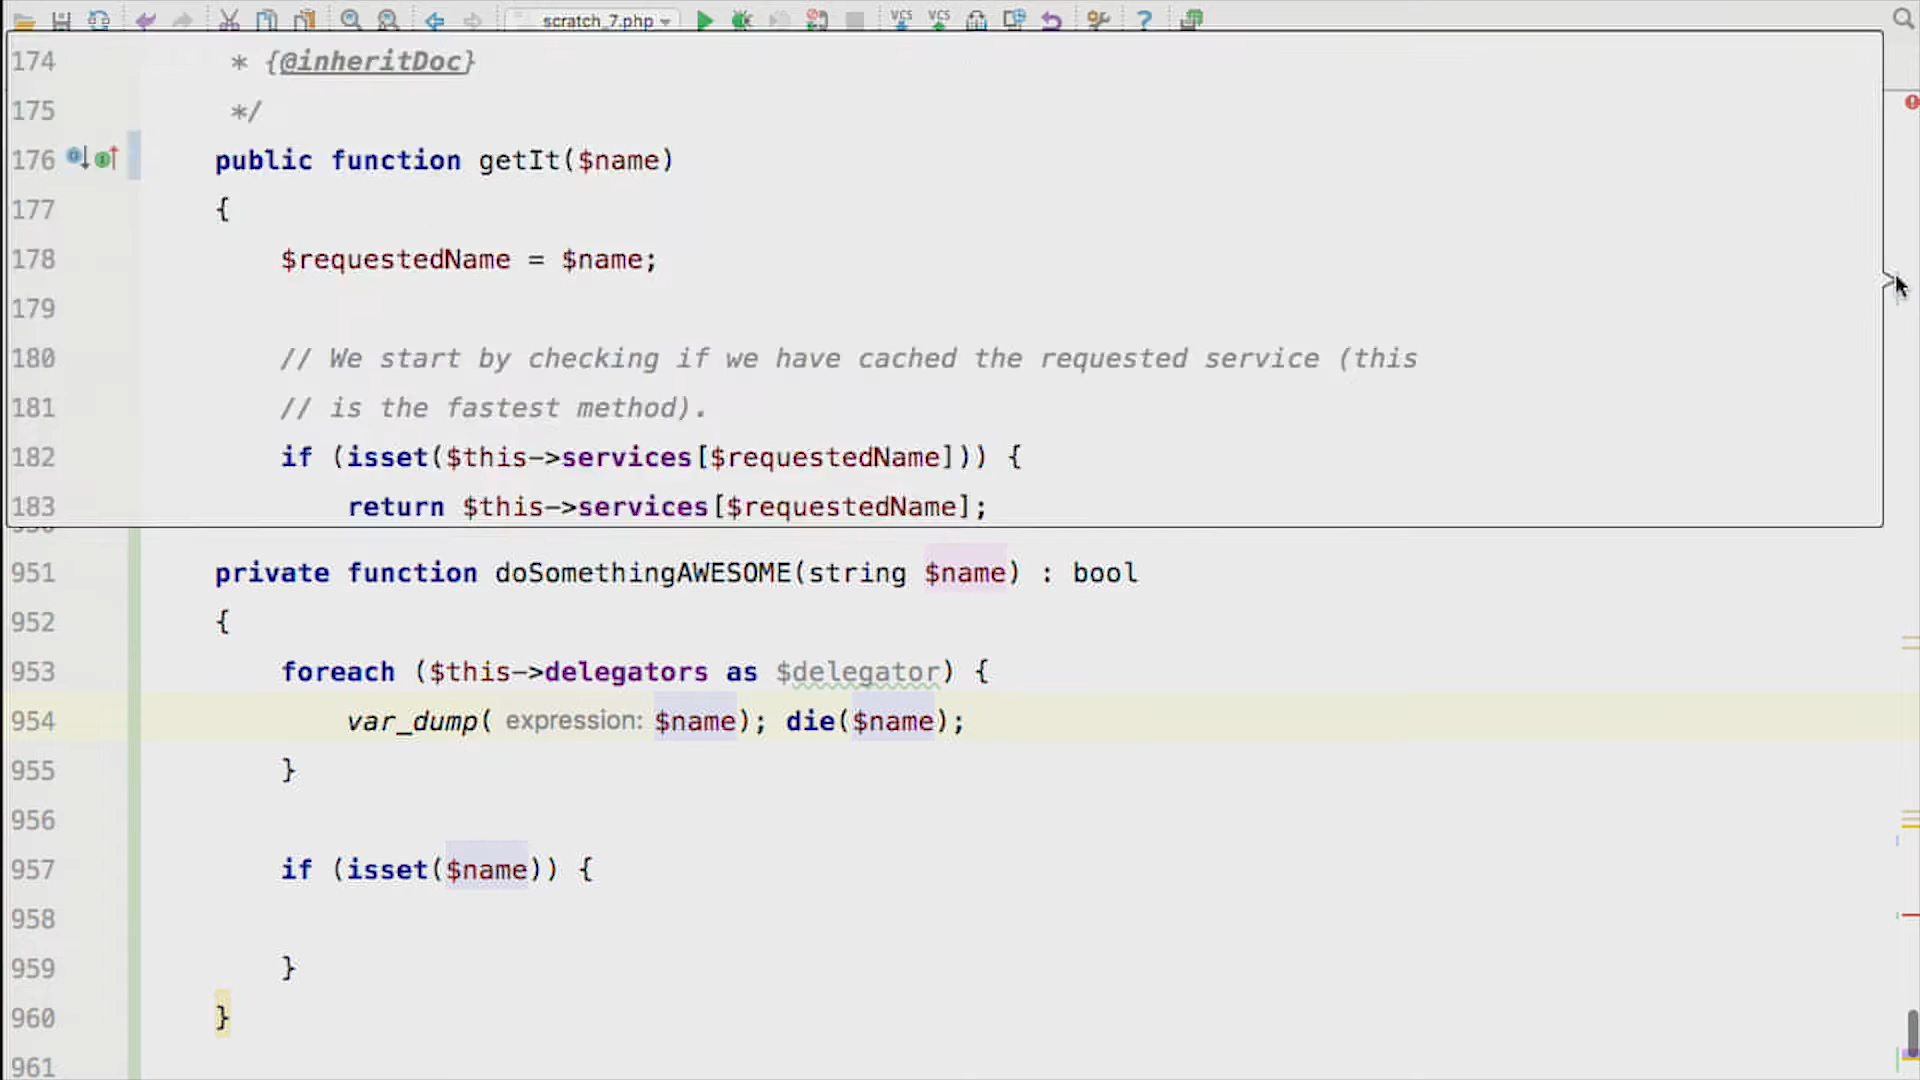 scratch_7.php
VCS VCS
174 * {@inheritDoc}
175 */
176 public function getIt($name)
177 {
178 $requestedName = $name;
179
180 // We start by checking if we have cached the requested service (this
181 // is the fastest method).
182 if (isset($this->services[$requestedName])) {
183 return $this->services[$requestedName];
951 private function doSomethingAWESOME(string $name) : bool
952 {
953 foreach ($this->delegators as $delegator) {
954 var_dump( expression: $name); die($name);
955 }
956
957 if (isset($name)) {
958
959 }
960 }
961